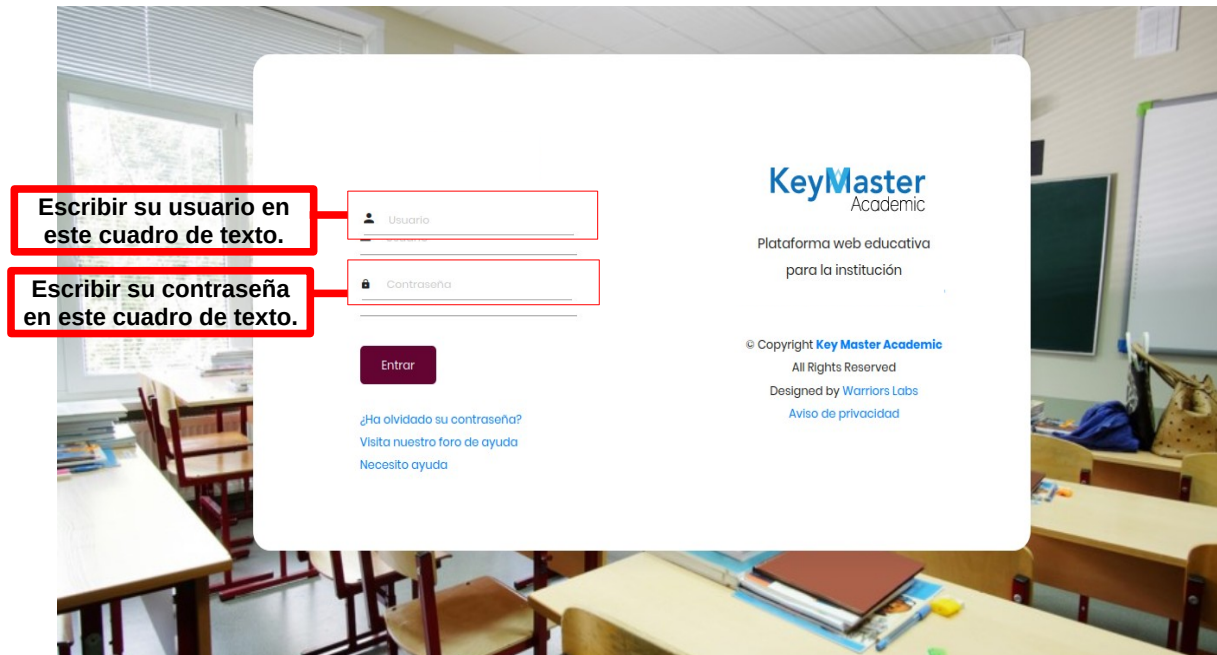 Escribir su usuario en
este cuadro de texto.
Escribir su contraseña
en este cuadro de texto.
Usuario
Contraseña
Entrar
¿Ha olvidado su contraseña?
Visita nuestro foro de ayuda
Necesito ayuda
KeyMaster
Academic
Plataforma web educativa
para la institución
© Copyright Key Master Academic
All Rights Reserved
Designed by Warriors Labs
Aviso de privacidad